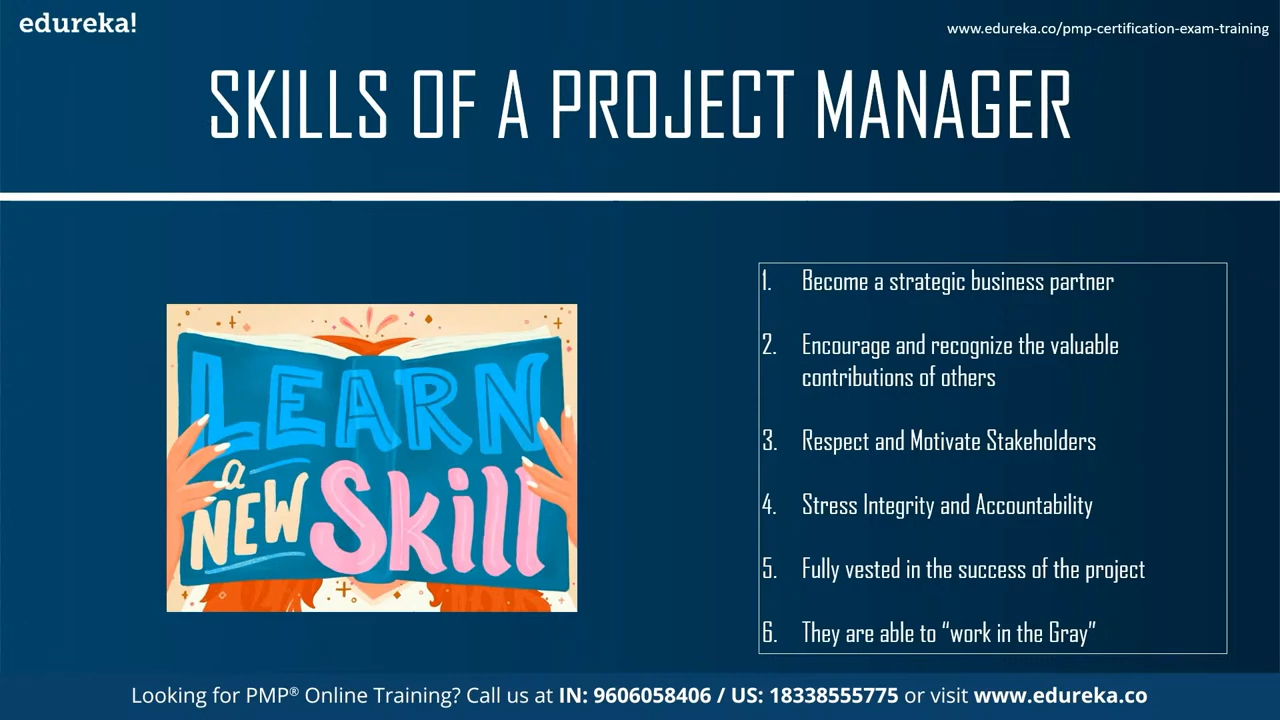 edureka!
www.edureka.co/pmp-certification-exam-training
SKILLS OF A PROJECT MANAGER
LEARN
a
NEW Skill
1. Become a strategic business partner
2. Encourage and recognize the valuable
contributions of others
3. Respect and Motivate Stakeholders
4. Stress Integrity and Accountability
5. Fully vested in the success of the project
6. They are able to “work in the Gray”
Looking for PMP® Online Training? Call us at IN: 9606058406 / US: 18338555775 or visit www.edureka.co